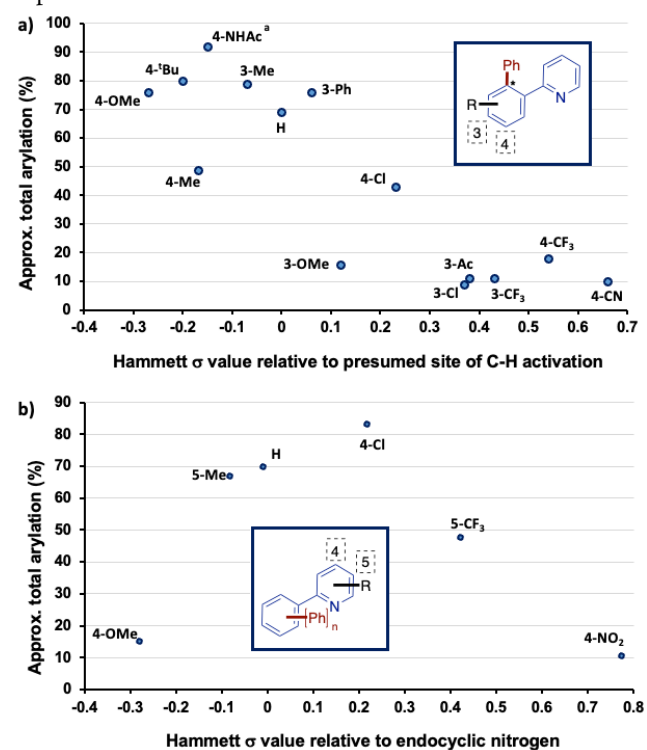 a)
Approx. total arylation (%)
100
90
80
70
60
50
40
30
20
10
0
4-NHAc a
4-tBu
3-Me
4-OMe
3-Ph
H
4-Me
4-Cl
3-OMe
3-Ac
4-CF3
3-Cl
3-CF3
4-CN
Ph
*
R
N
3
4
-0.4 -0.3 -0.2 -0.1 0 0.1 0.2 0.3 0.4 0.5 0.6 0.7
Hammett σ value relative to presumed site of C-H activation
b)
Approx. total arylation (%)
90
80
70
60
50
40
30
20
10
0
4-Cl
H
5-Me
5-CF3
4-OMe
4-NO2
4
5
R
N
[Ph]n
-0.4 -0.3 -0.2 -0.1 0 0.1 0.2 0.3 0.4 0.5 0.6 0.7 0.8
Hammett σ value relative to endocyclic nitrogen